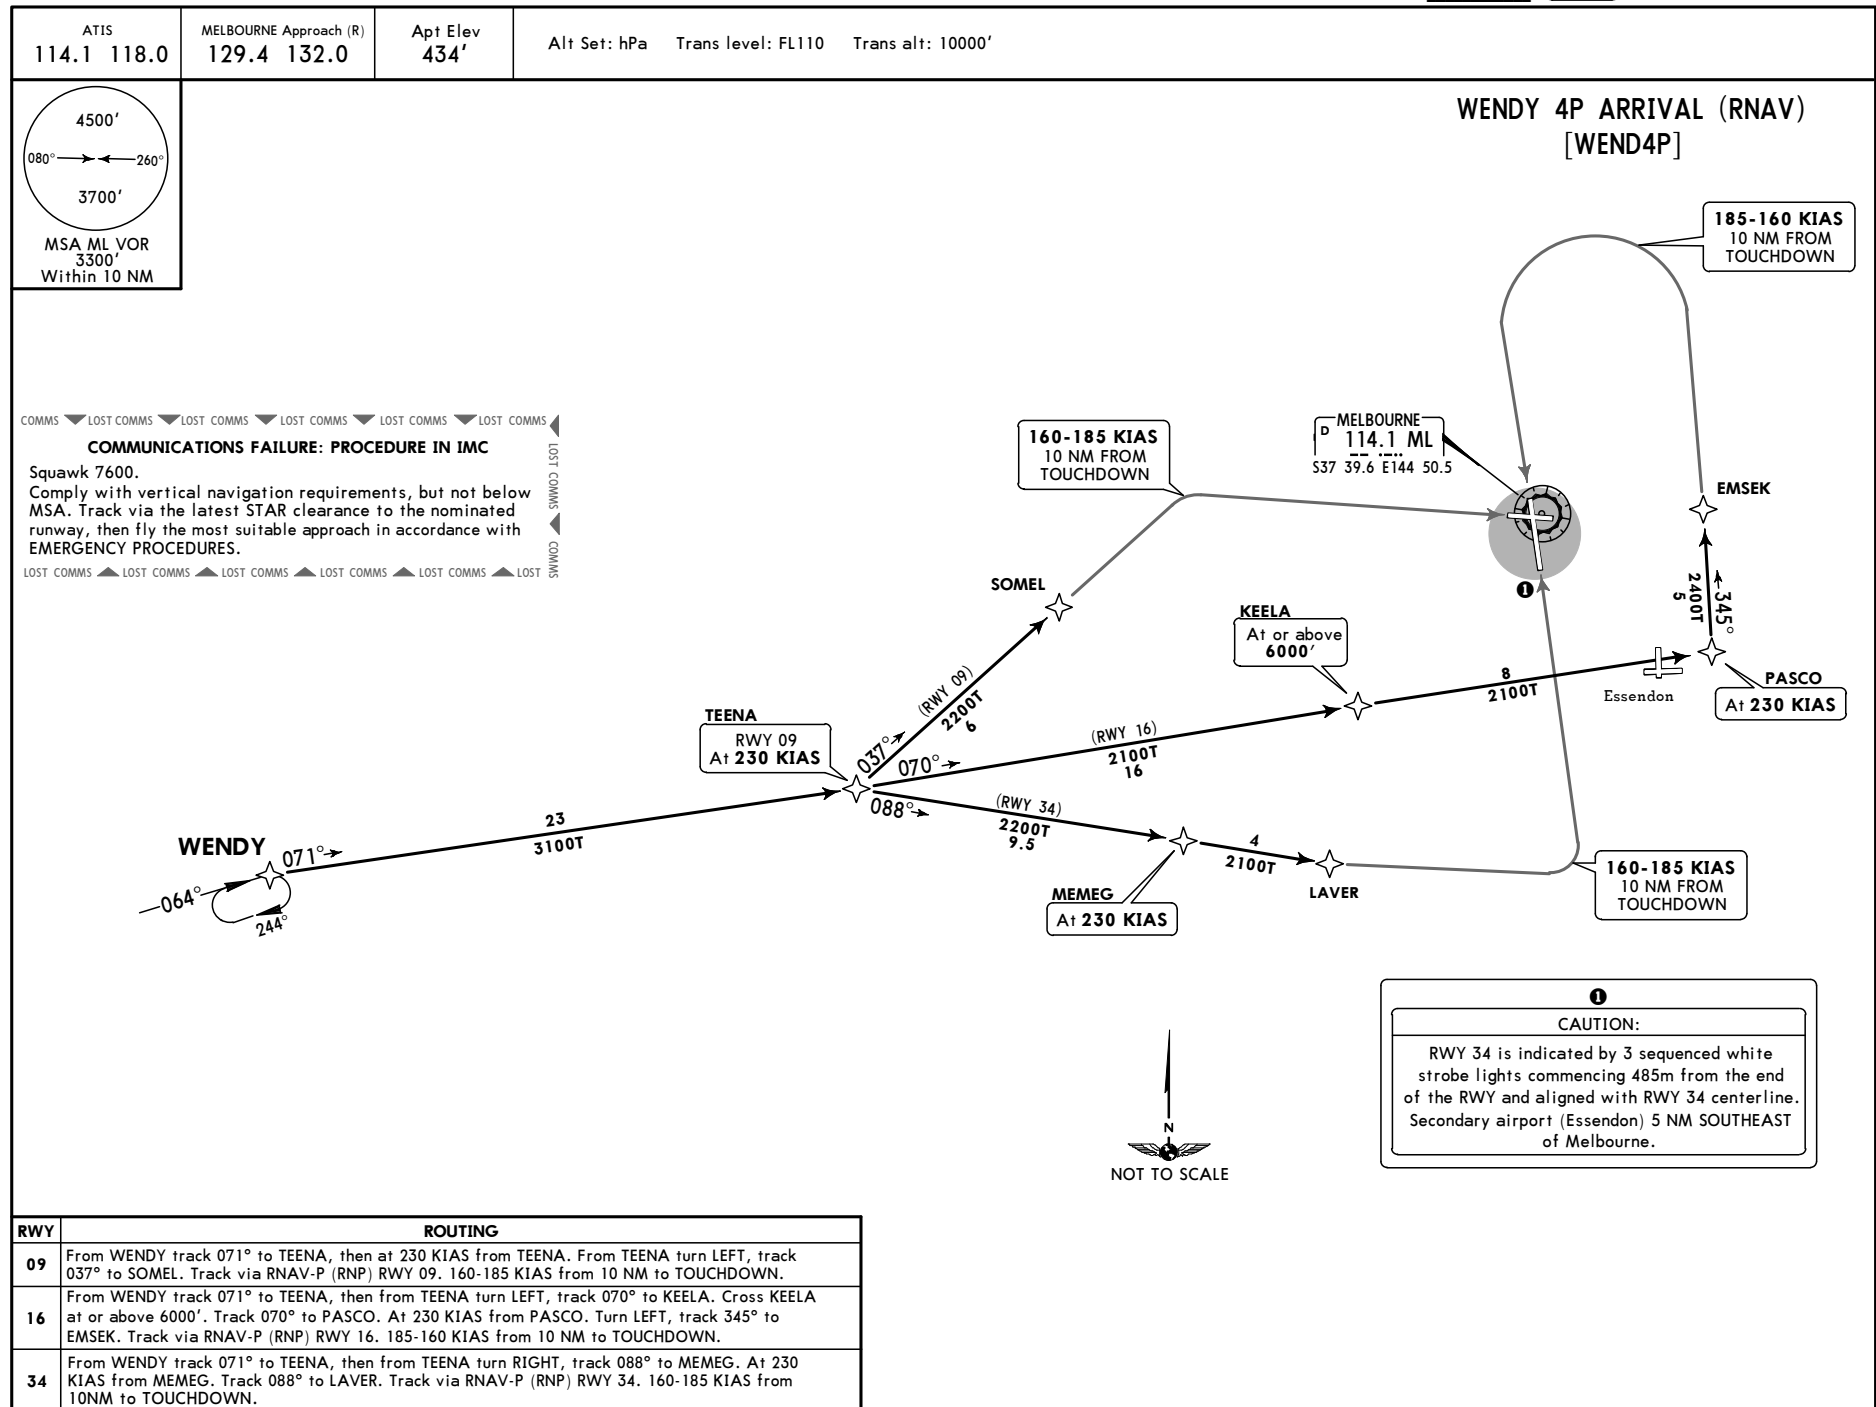 ATIS
114.1 118.0
MELBOURNE Approach (R)
129.4 132.0
Apt Elev
434'
Alt Set: hPa Trans level: FL110 Trans alt: 10000'
4500'
080° 260°
3700'
MSA ML VOR
3300'
Within 10 NM
WENDY 4P ARRIVAL (RNAV)
[WEND4P]
185-160 KIAS
10 NM FROM
TOUCHDOWN
COMMS LOST COMMS LOST COMMS LOST COMMS LOST COMMS LOST COMMS
LOST COMMS
COMMS
COMMUNICATIONS FAILURE: PROCEDURE IN IMC
Squawk 7600.
Comply with vertical navigation requirements, but not below
MSA. Track via the latest STAR clearance to the nominated
runway, then fly the most suitable approach in accordance with
EMERGENCY PROCEDURES.
LOST COMMS LOST COMMS LOST COMMS LOST COMMS LOST COMMS LOST
160-185 KIAS
10 NM FROM
TOUCHDOWN
MELBOURNE
D 114.1 ML
S37 39.6 E144 50.5
EMSEK
1
345°
2400T
5
SOMEL
KEELA
At or above
6000'
(RWY 09)
2200T
6
8
2100T
Essendon
PASCO
At 230 KIAS
TEENA
RWY 09
At 230 KIAS
037°
070°
(RWY 16)
2100T
16
088°
(RWY 34)
2200T
9.5
4
2100T
23
3100T
WENDY
071°
064°
244°
MEMEG
At 230 KIAS
LAVER
160-185 KIAS
10 NM FROM
TOUCHDOWN
1
CAUTION:
RWY 34 is indicated by 3 sequenced white
strobe lights commencing 485m from the end
of the RWY and aligned with RWY 34 centerline.
Secondary airport (Essendon) 5 NM SOUTHEAST
of Melbourne.
N
NOT TO SCALE
RWY ROUTING
09
From WENDY track 071° to TEENA, then at 230 KIAS from TEENA. From TEENA turn LEFT, track
037° to SOMEL. Track via RNAV-P (RNP) RWY 09. 160-185 KIAS from 10 NM to TOUCHDOWN.
16
From WENDY track 071° to TEENA, then from TEENA turn LEFT, track 070° to KEELA. Cross KEELA
at or above 6000'. Track 070° to PASCO. At 230 KIAS from PASCO. Turn LEFT, track 345° to
EMSEK. Track via RNAV-P (RNP) RWY 16. 185-160 KIAS from 10 NM to TOUCHDOWN.
34
From WENDY track 071° to TEENA, then from TEENA turn RIGHT, track 088° to MEMEG. At 230
KIAS from MEMEG. Track 088° to LAVER. Track via RNAV-P (RNP) RWY 34. 160-185 KIAS from
10NM to TOUCHDOWN.